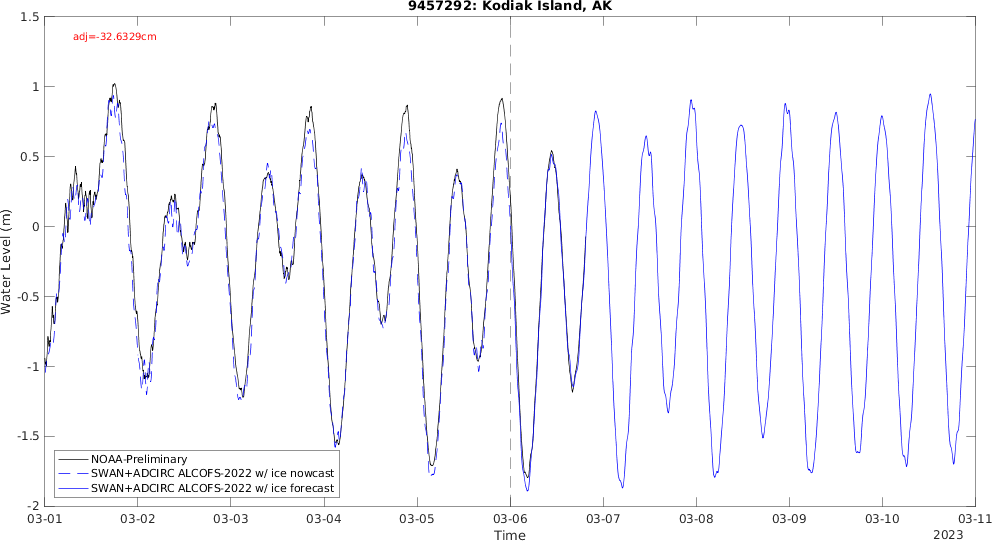 9457292: Kodiak Island, AK
adj=-32.6329cm
1.5
1
0.5
0
-0.5
-1
-1.5
-2
Water Level (m)
NOAA-Preliminary
SWAN+ADCIRC ALCOFS-2022 w/ ice nowcast
SWAN+ADCIRC ALCOFS-2022 w/ ice forecast
03-01 03-02 03-03 03-04 03-05 03-06 03-07 03-08 03-09 03-10 03-11
Time
2023